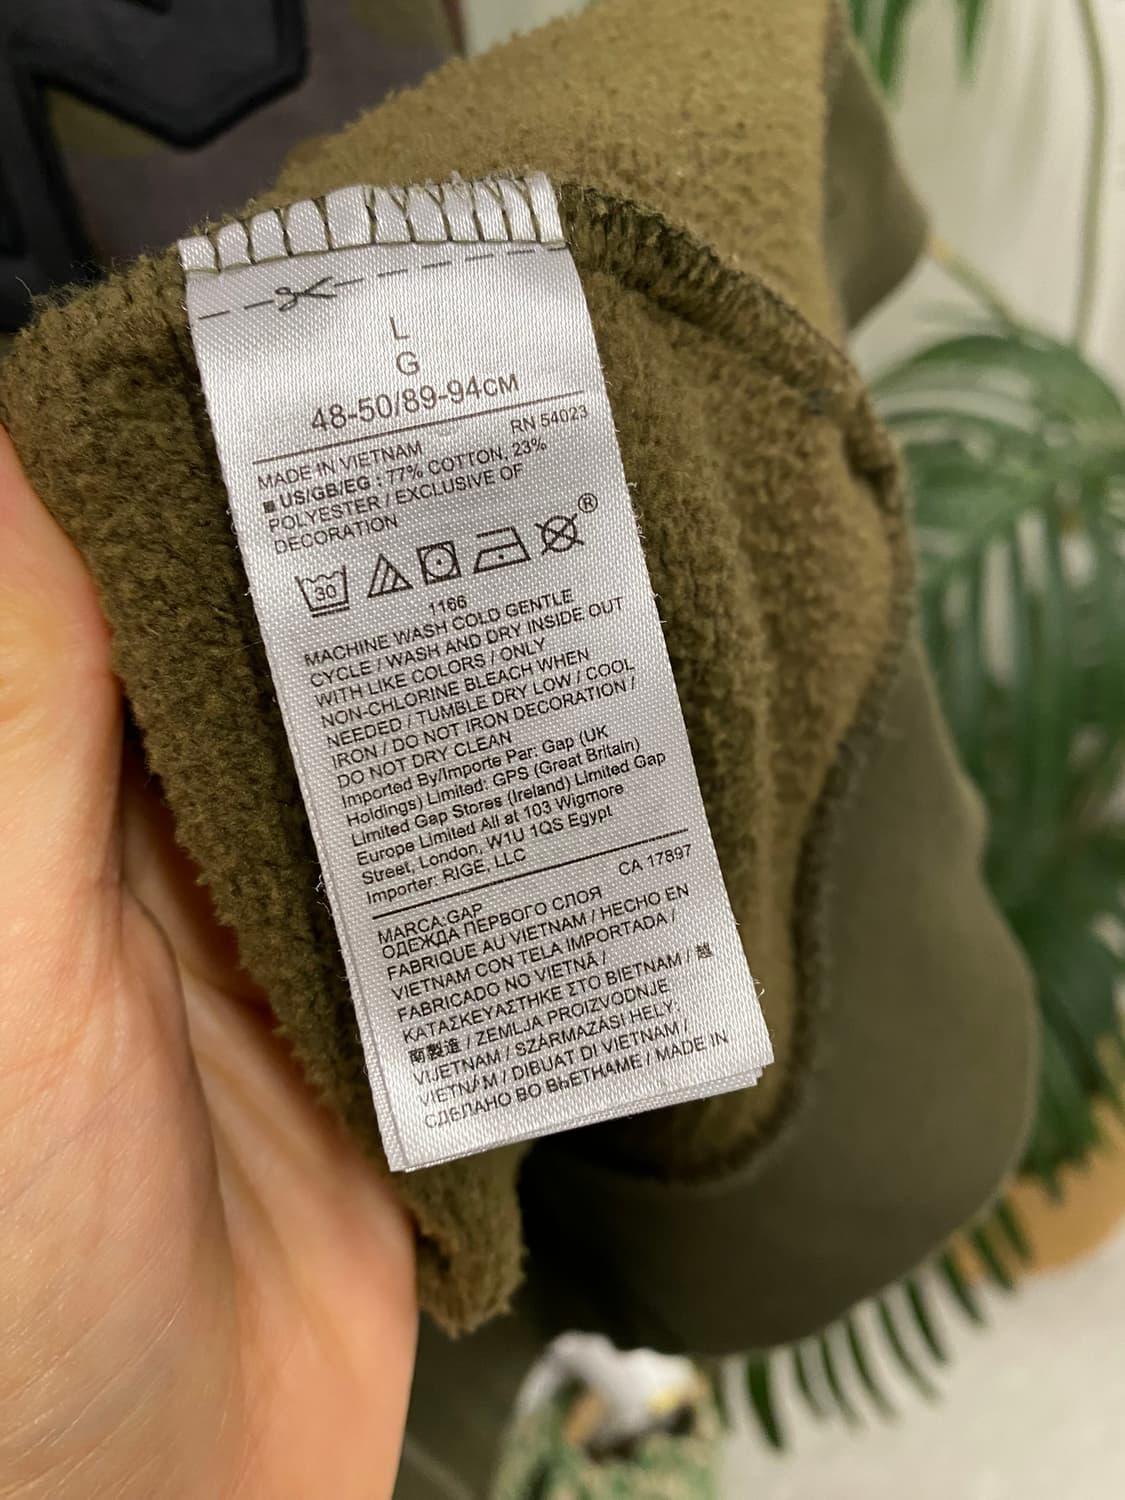 L
G
48-50/89-94CM
RN 54023
MADE IN VIETNAM
■ US/GB/EG : 77% COTTON, 23%
POLYESTER / EXCLUSIVE OF
DECORATION
30
®
1166
MACHINE WASH COLD GENTLE
CYCLE / WASH AND DRY INSIDE OUT
WITH LIKE COLORS / ONLY
NON-CHLORINE BLEACH WHEN
NEEDED / TUMBLE DRY LOW / COOL
IRON / DO NOT IRON DECORATION /
DO NOT DRY CLEAN
Imported By/Importe Par: Gap (UK
Holdings) Limited: GPS (Great Britain)
Limited Gap Stores (Ireland) Limited Gap
Europe Limited All at 103 Wigmore
Street, London, W1U 1QS Egypt
Importer: RIGE, LLC
CA 17897
MARCA:GAP
ОДЕЖДА ПЕРВОГО СЛОЯ
FABRIQUE AU VIETNAM / HECHO EN
VIETNAM CON TELA IMPORTADA /
FABRICADO NO VIETNÃ /
ΚΑΤΑΣΚΕΥΑΣΤΗΚΕ ΣΤΟ ΒΙΕΤΝΑΜ / 越
南製造 / ZEMLJA PROIZVODNJE
VIJETNAM / SZÁRMAZÁSI HELY:
VIETNÁM / DIBUAT DI VIETNAM /
СДЕЛАНО ВО ВЬЕТНАМЕ / MADE IN